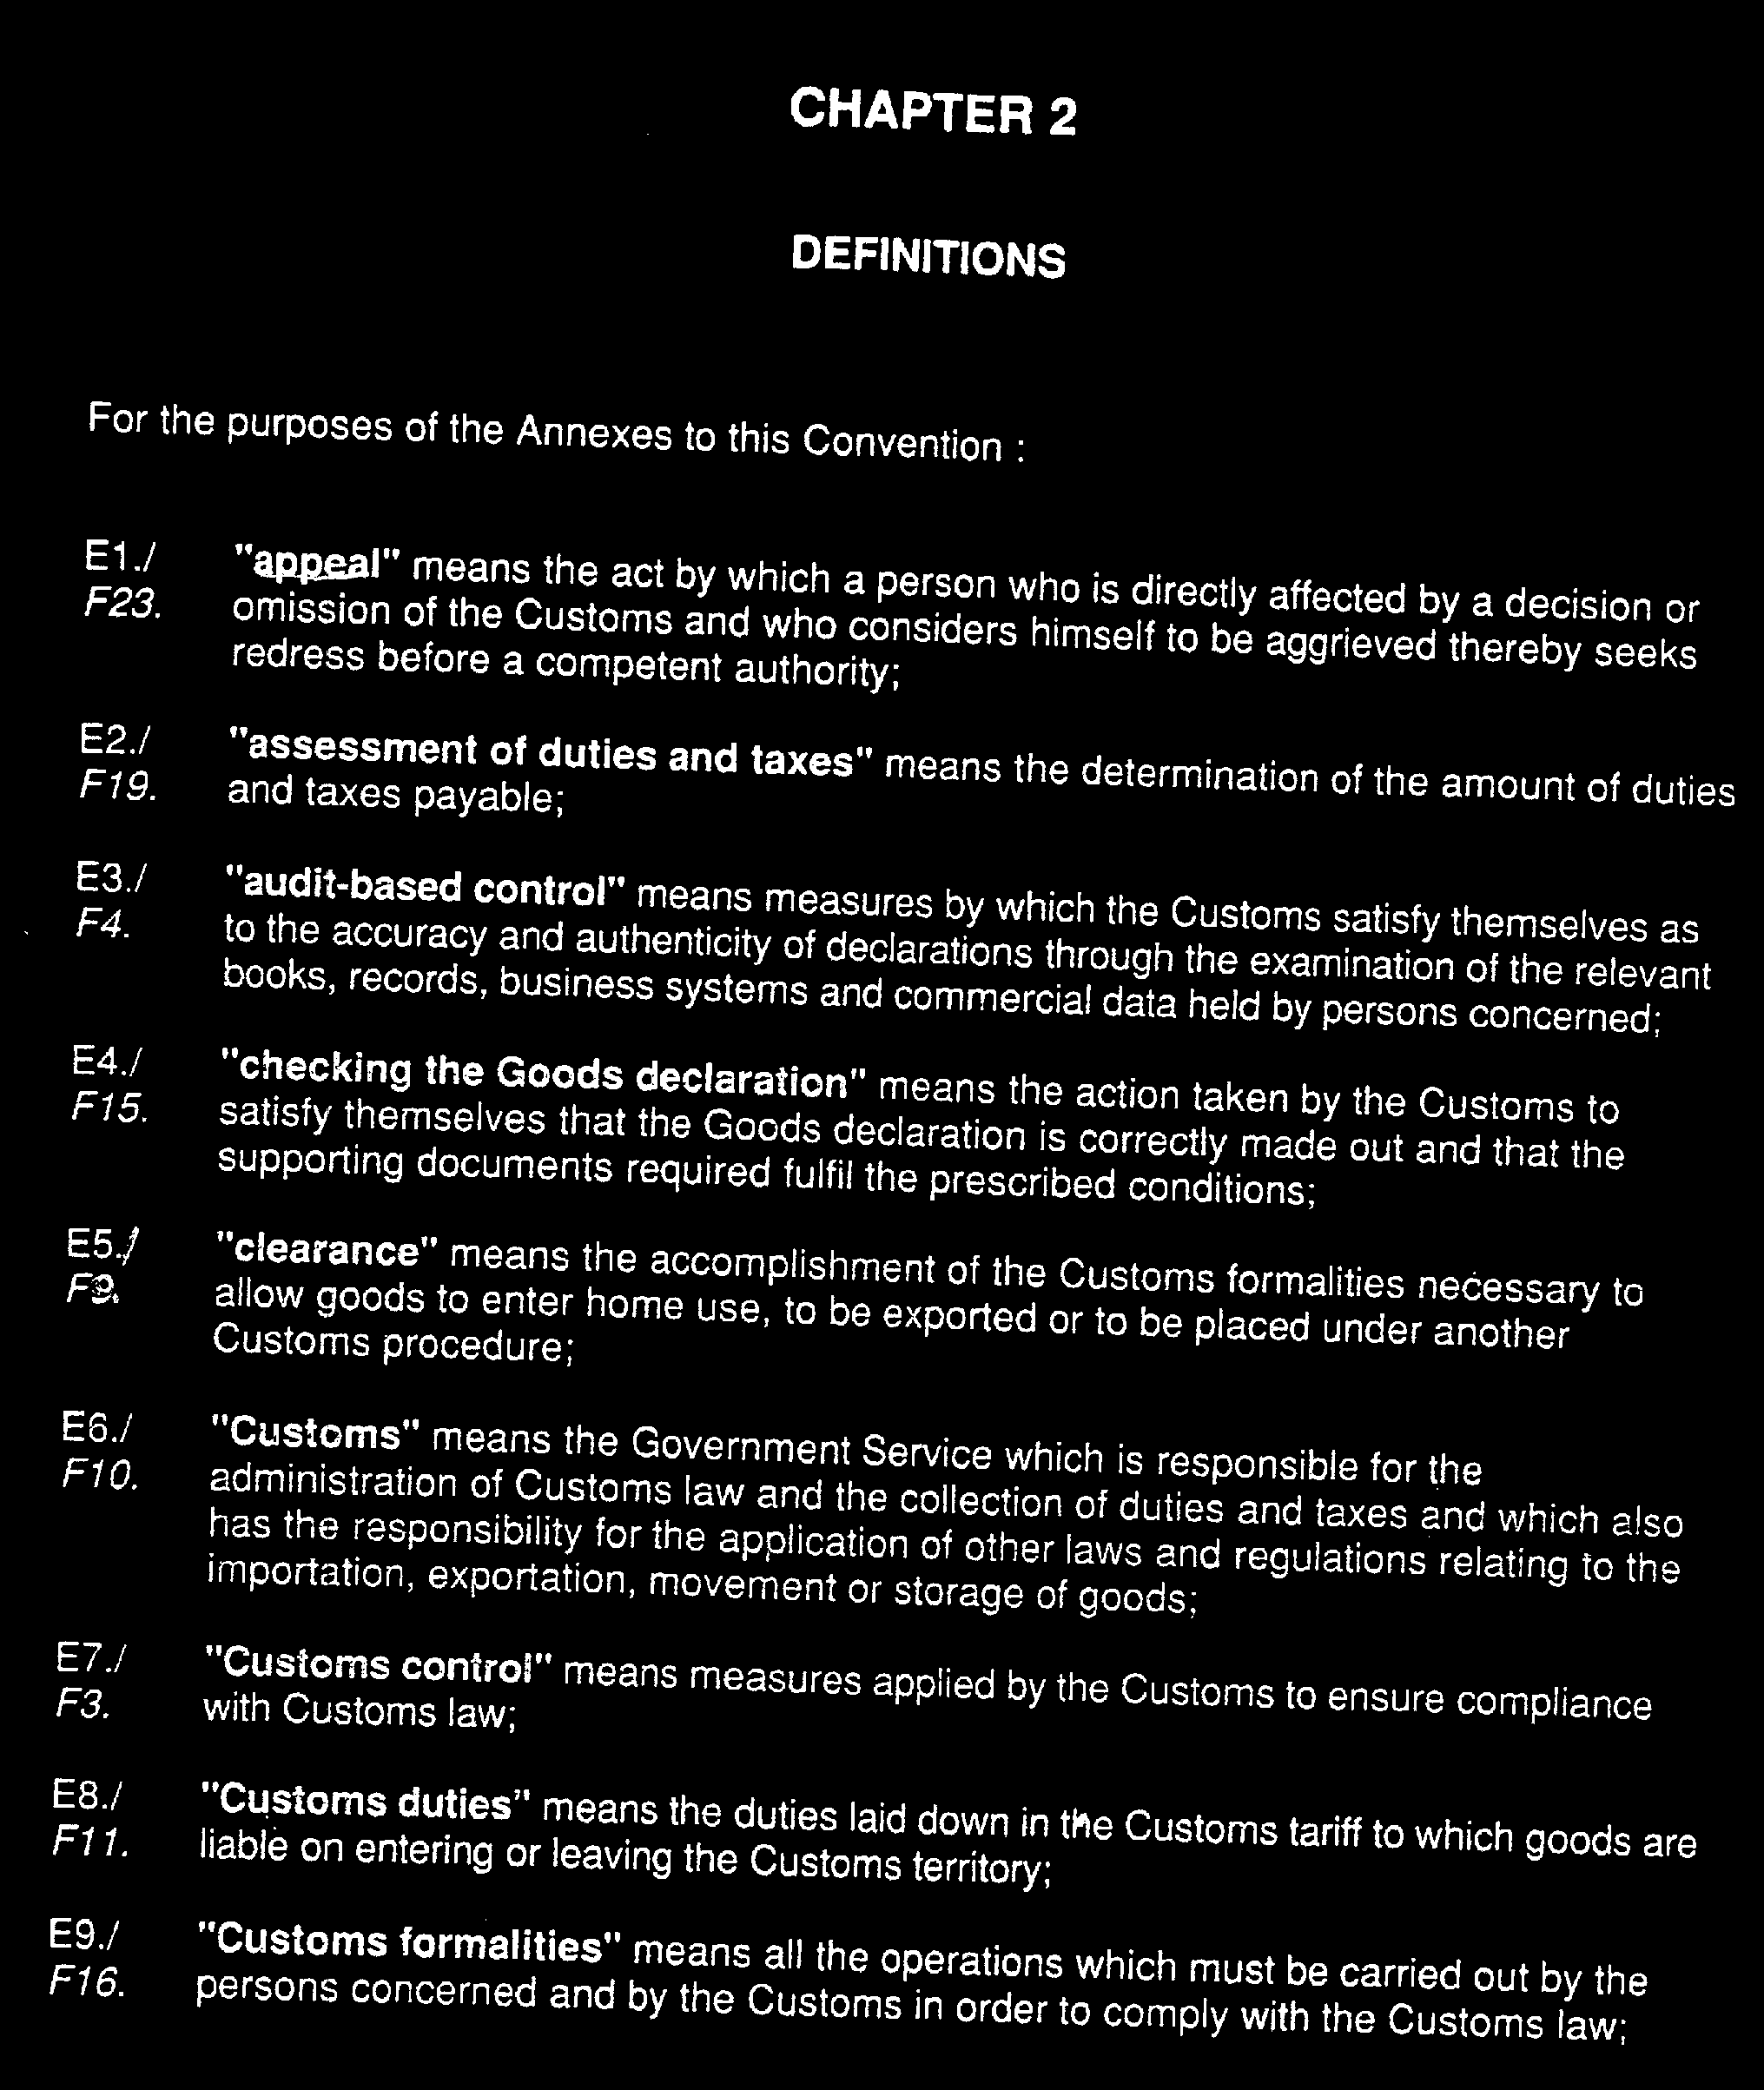 CHAPTER 2
DEFINITIONS
For the purposes of the Annexes to this Convention :
E1./ "appeal" means the act by which a person who is directly affected by a decision or
F23. omission of the Customs and who considers himself to be aggrieved thereby seeks
redress before a competent authority;
E2./ "assessment of duties and taxes" means the determination of the amount of duties
F19. and taxes payable;
E3./ "audit-based control" means measures by which the Customs satisfy themselves as
F4. to the accuracy and authenticity of declarations through the examination of the relevant
books, records, business systems and commercial data held by persons concerned;
E4./ "checking the Goods declaration" means the action taken by the Customs to
F15. satisfy themselves that the Goods declaration is correctly made out and that the
supporting documents required fulfil the prescribed conditions;
E5./ "clearance" means the accomplishment of the Customs formalities necessary to
F9. allow goods to enter home use, to be exported or to be placed under another
Customs procedure;
E6./ "Customs" means the Government Service which is responsible for the
F10. administration of Customs law and the collection of duties and taxes and which also
has the responsibility for the application of other laws and regulations relating to the
importation, exportation, movement or storage of goods;
E7./ "Customs control" means measures applied by the Customs to ensure compliance
F3. with Customs law;
E8./ "Customs duties" means the duties laid down in the Customs tariff to which goods are
F11. liable on entering or leaving the Customs territory;
E9./ "Customs formalities" means all the operations which must be carried out by the
F16. persons concerned and by the Customs in order to comply with the Customs law;